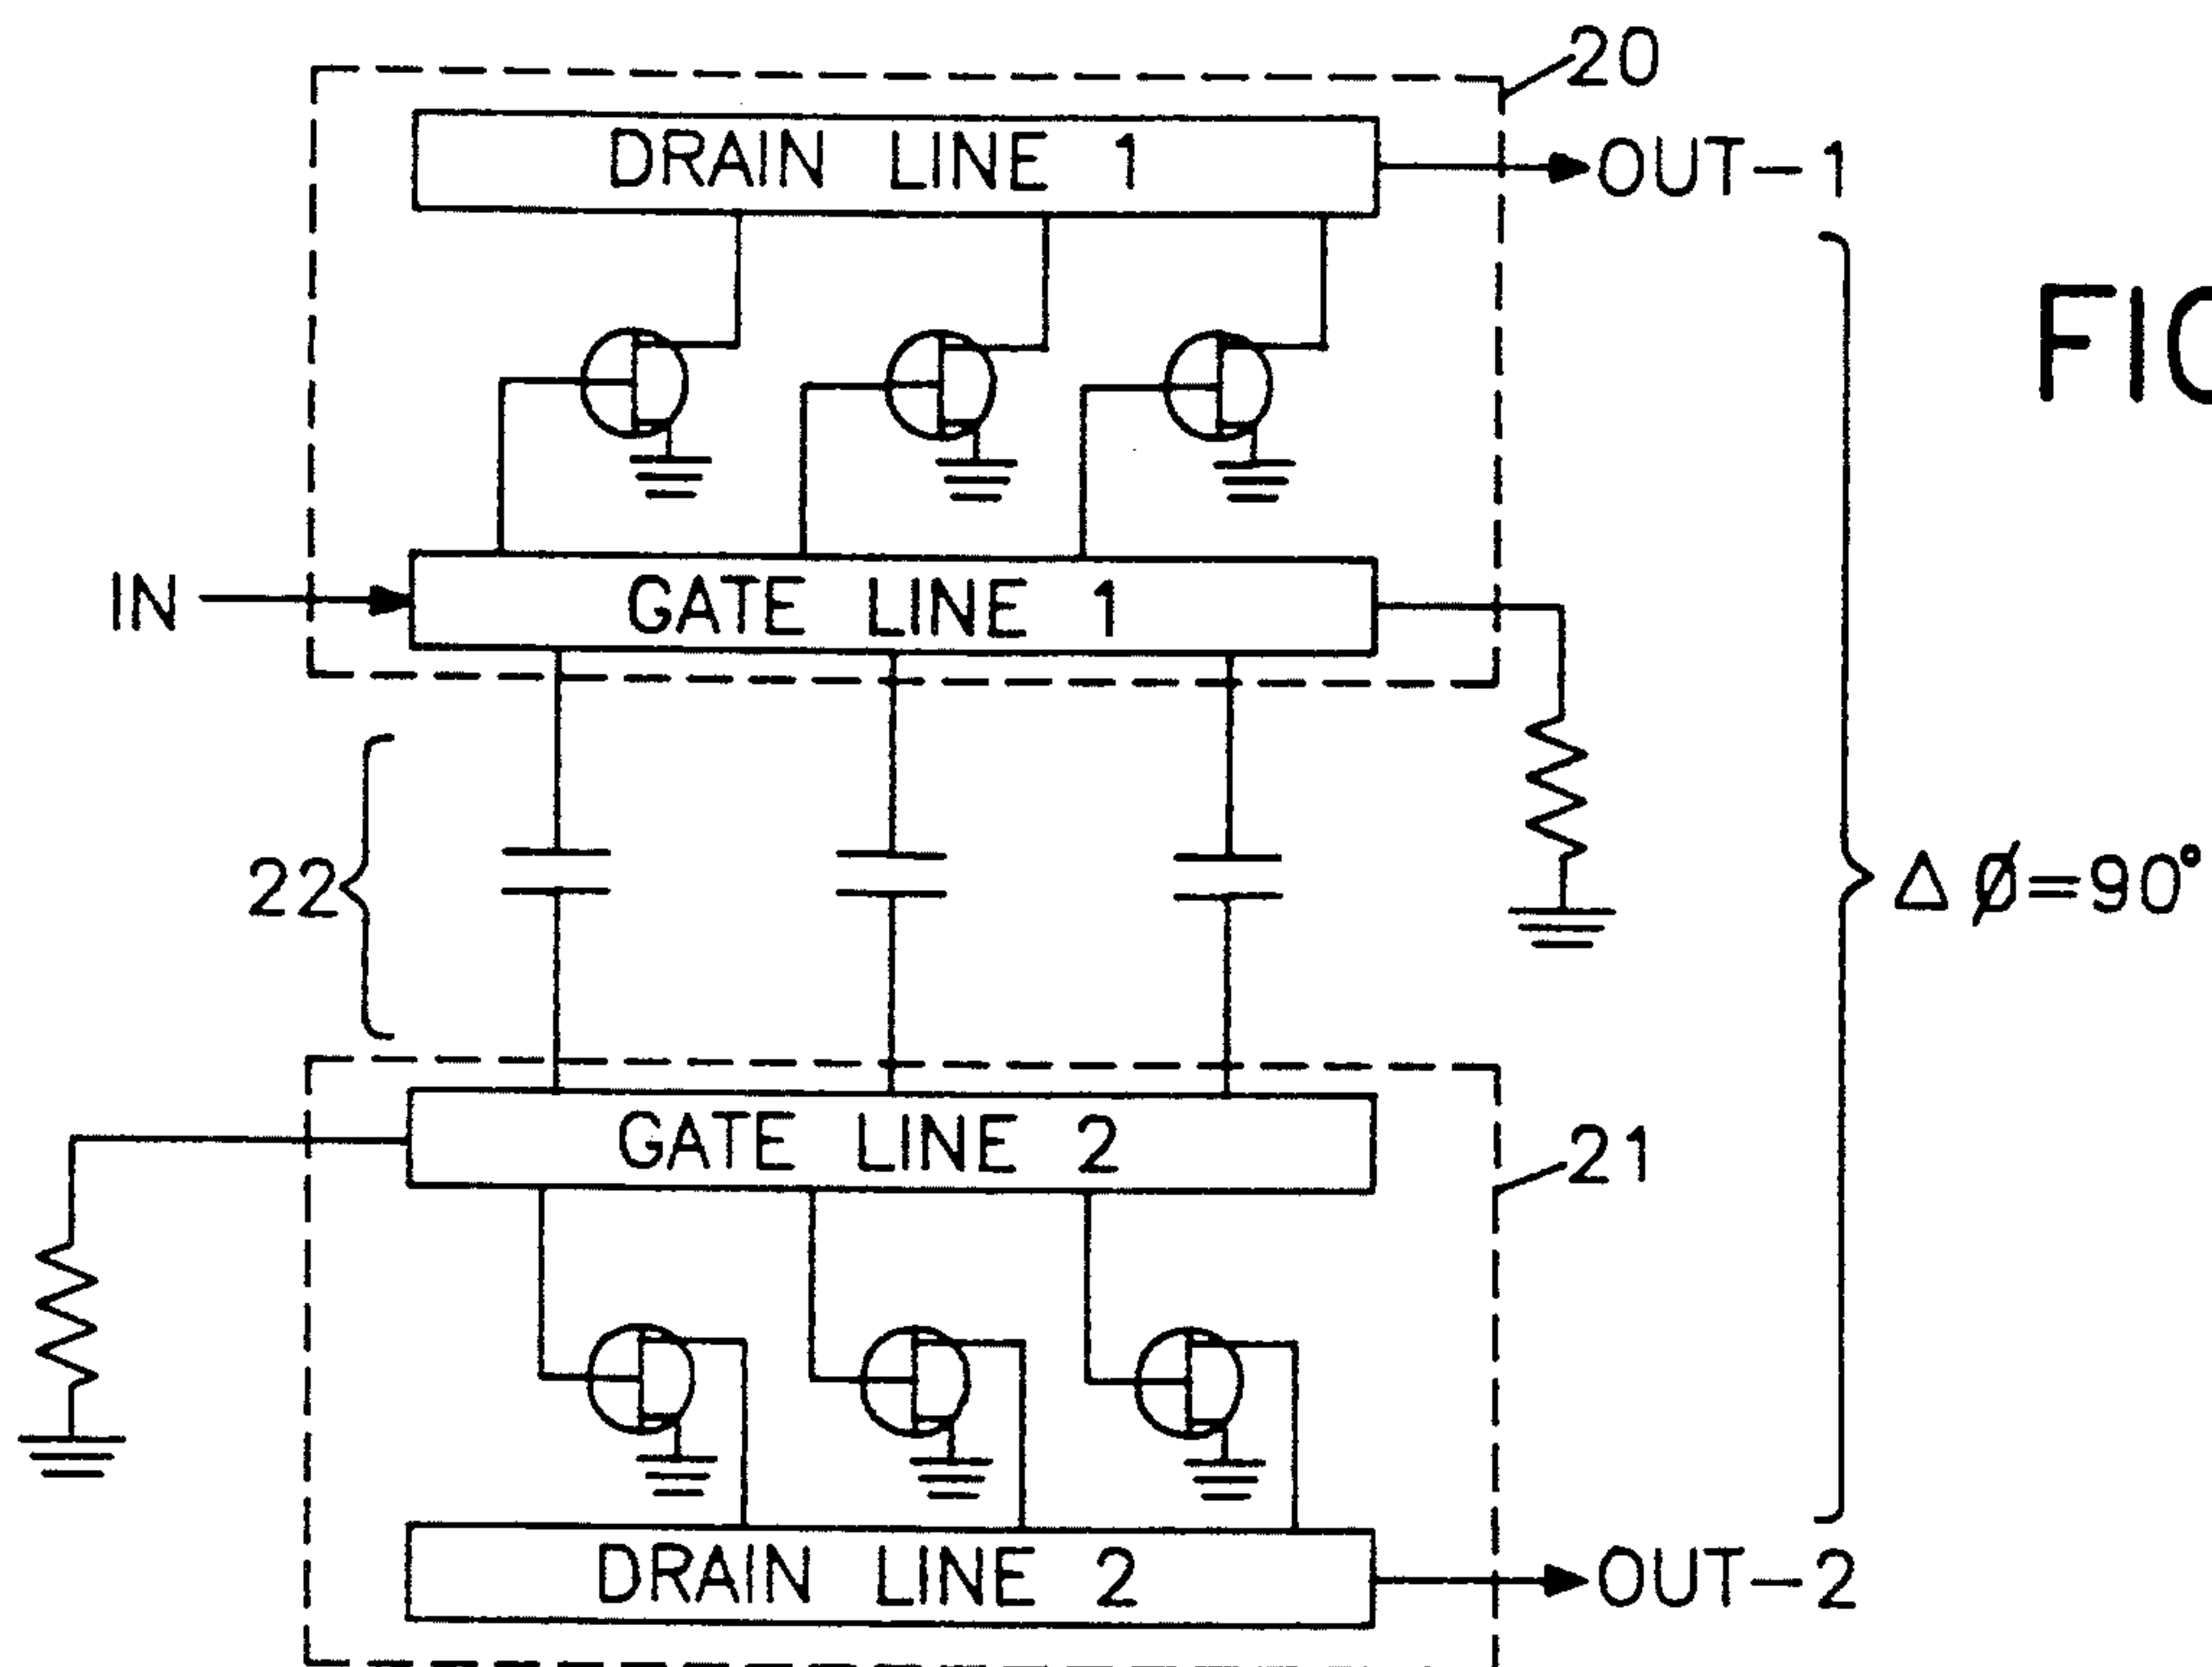 20
DRAIN LINE 1
OUT-1
FIG
IN
GATE LINE 1
22
Δ Ø=90°
GATE LINE 2
21
DRAIN LINE 2
OUT-2